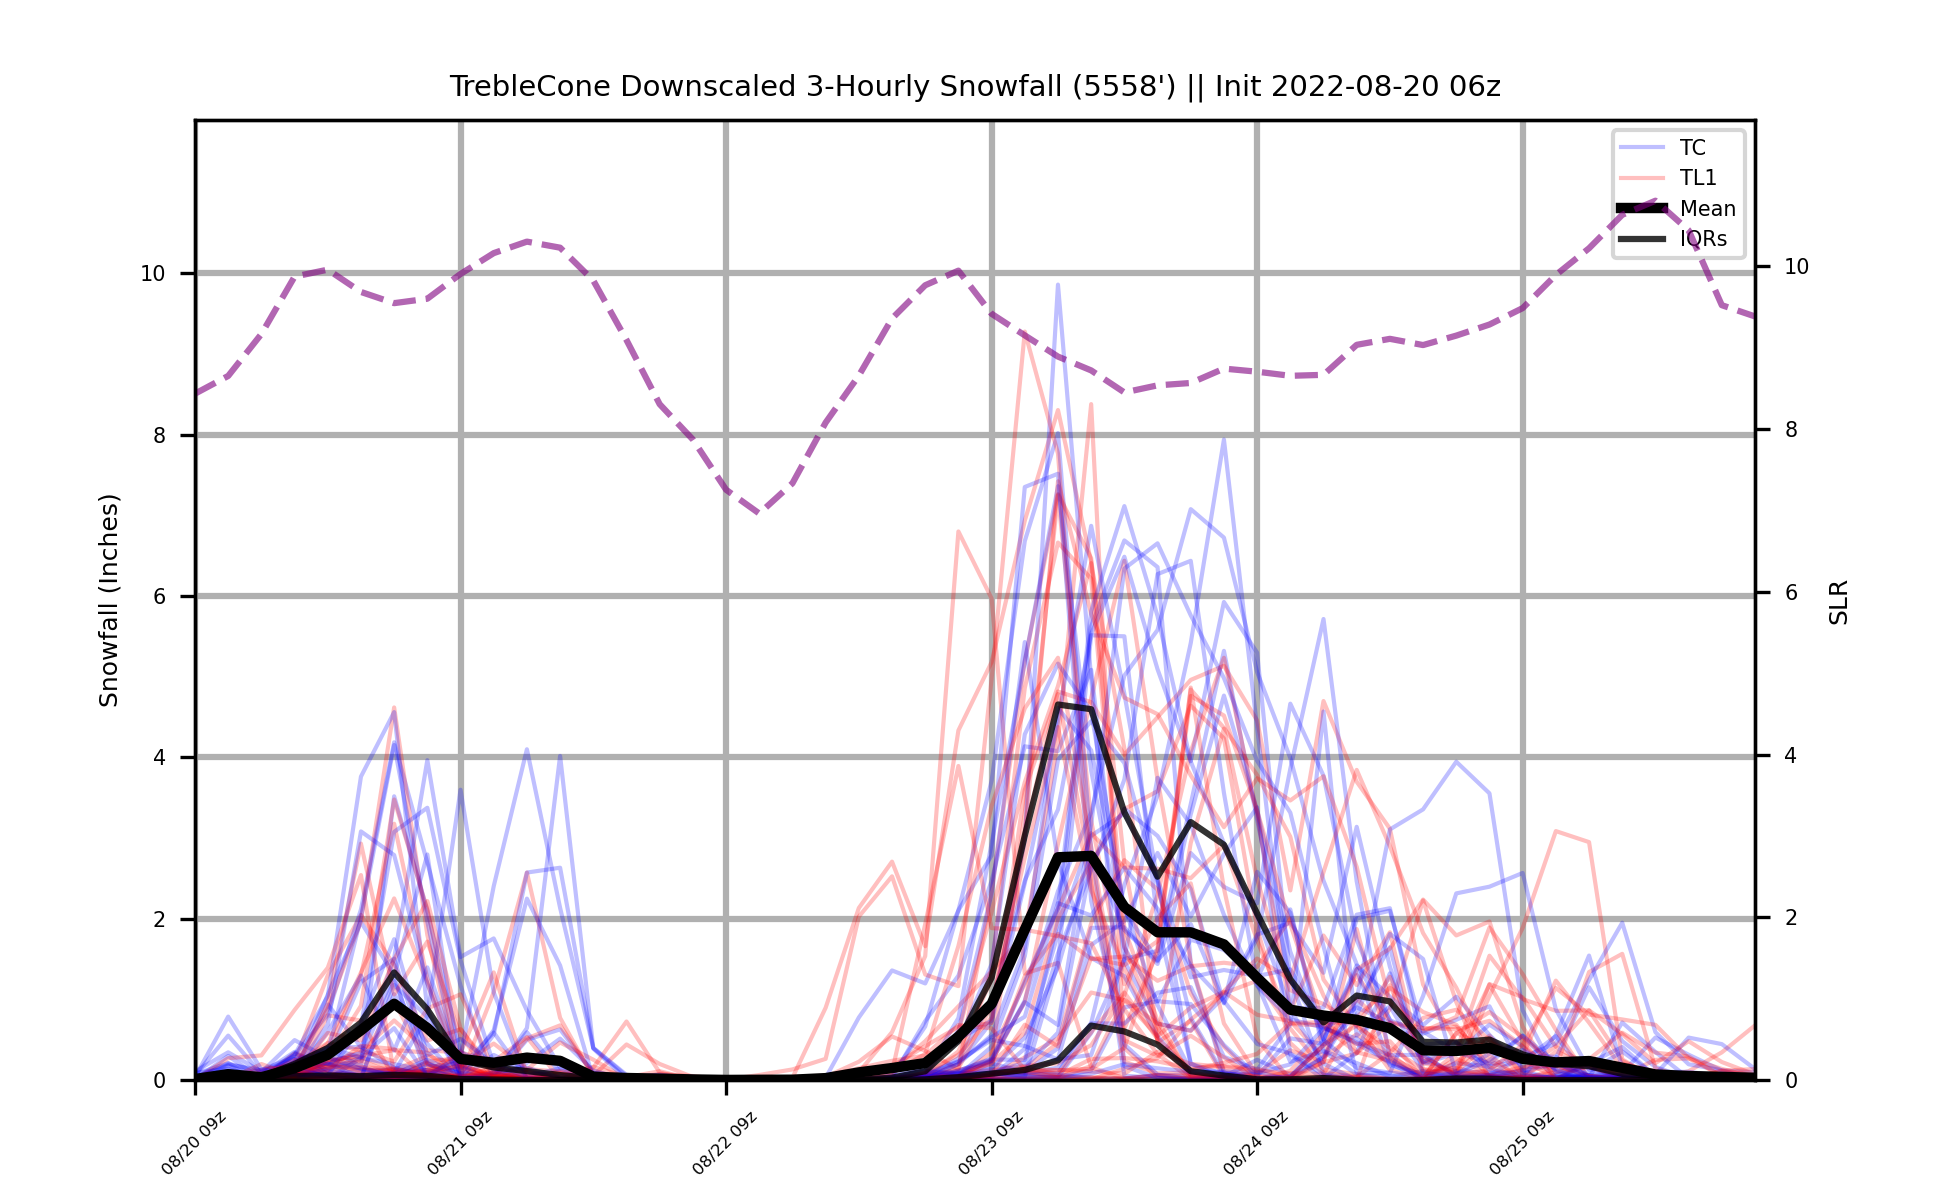 TrebleCone Downscaled 3-Hourly Snowfall (5558') || Init 2022-08-20 06z
TC
TL1
Mean
IQRs
Snowfall (Inches)
10
8
6
4
2
0
SLR
10
8
6
4
2
0
08/20 09z
08/21 09z
08/22 09z
08/23 09z
08/24 09z
08/25 09z